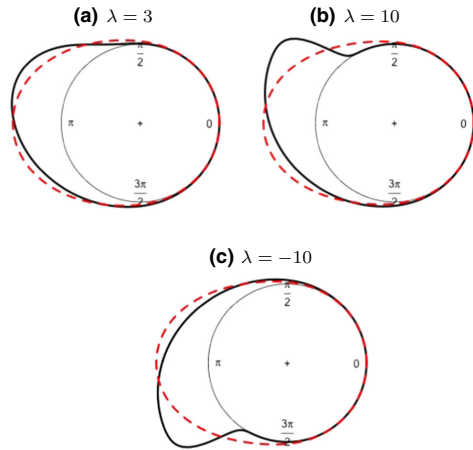 (a) λ = 3
(b) λ = 10
π/2
π
+
0
3π/2
π/2
π
+
0
3π/2
(c) λ = −10
π/2
π
+
0
3π/2